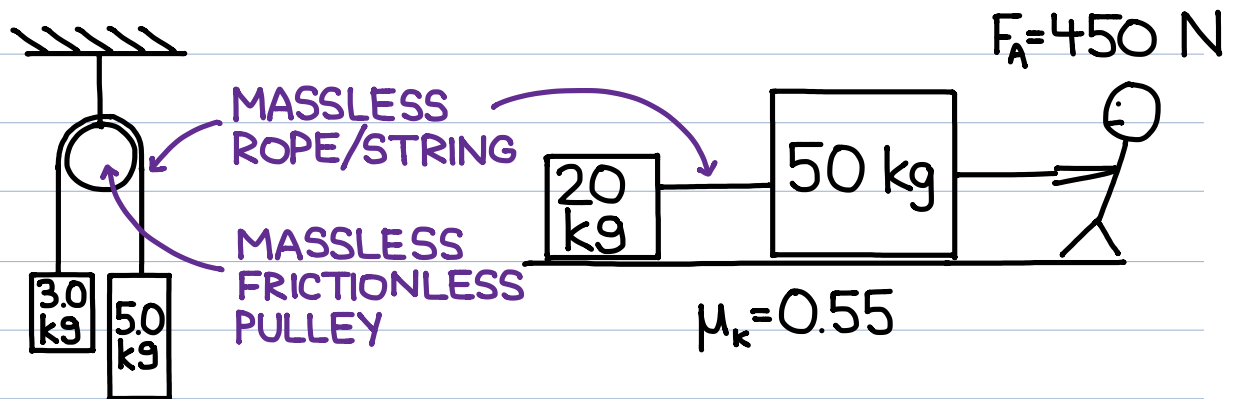 F_A=450 N
MASSLESS
ROPE/STRING
20
kg
50 kg
MASSLESS
FRICTIONLESS
PULLEY
3.0
kg
5.0
kg
μ_k=0.55